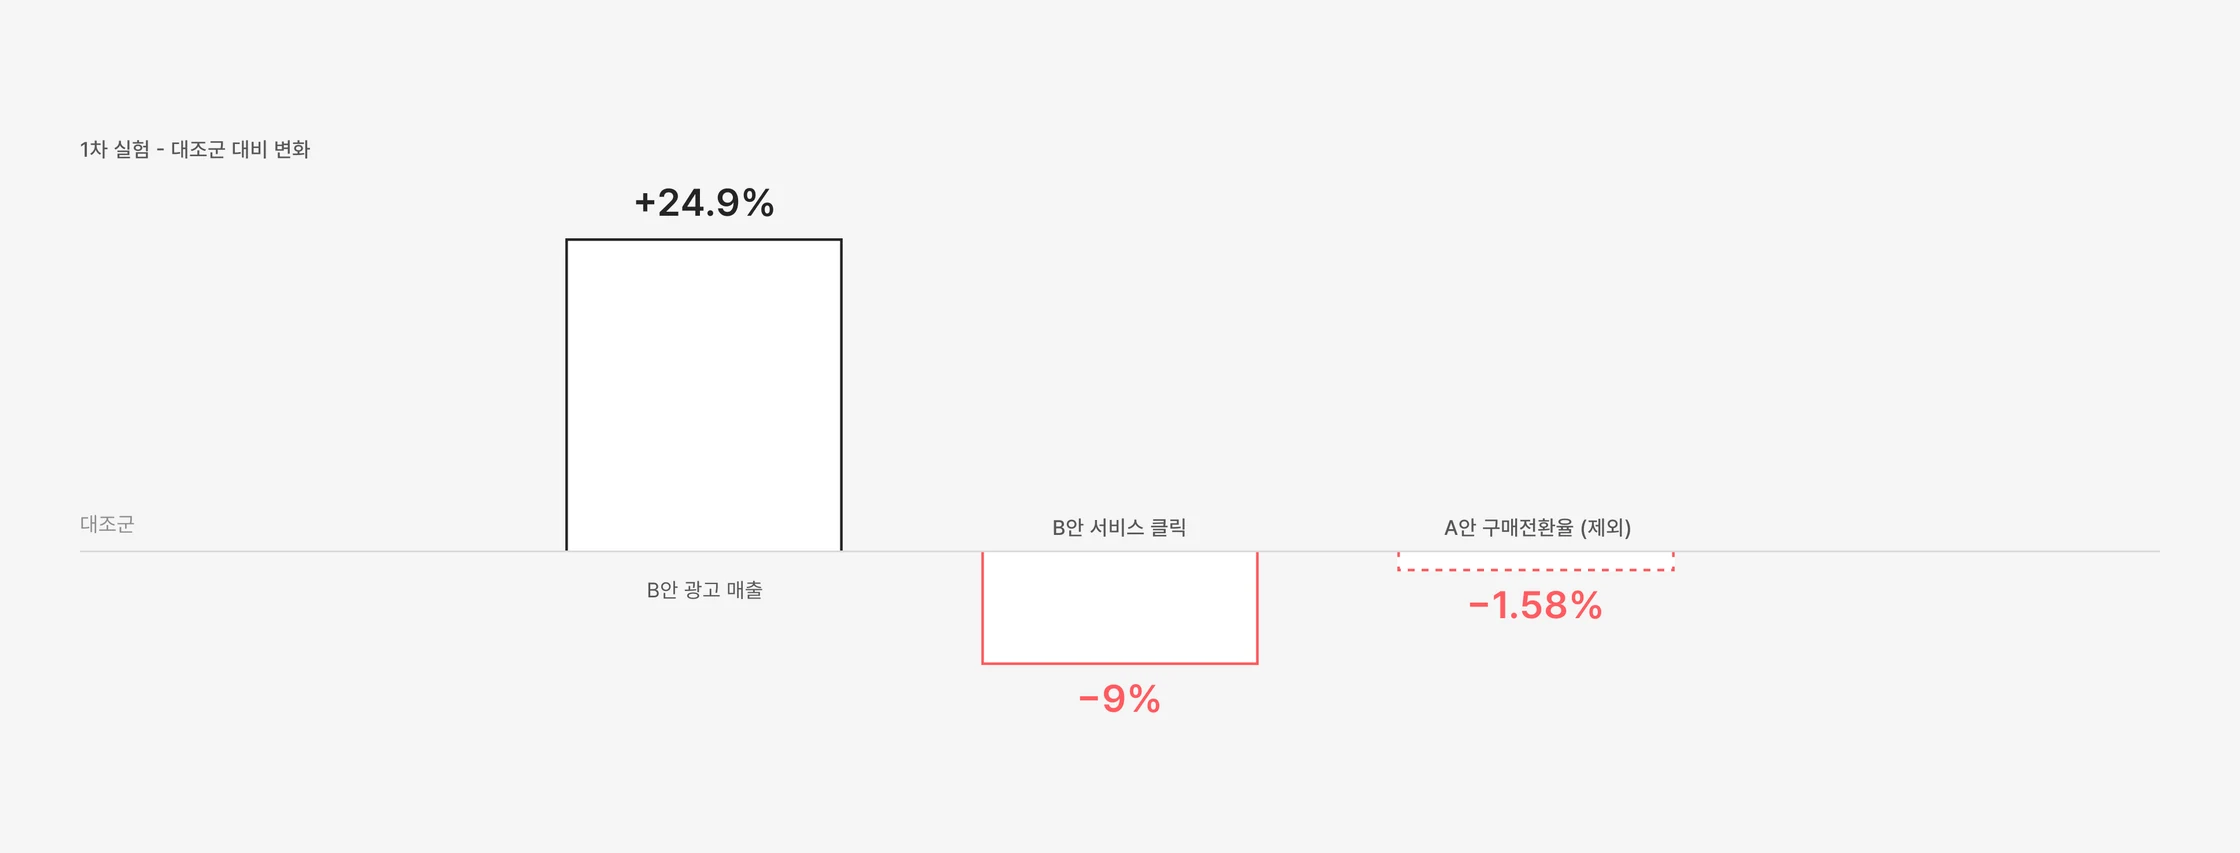 1차 실험 - 대조군 대비 변화
+24.9%
대조군
B안 서비스 클릭
A안 구매전환율 (제외)
B안 광고 매출
−1.58%
−9%